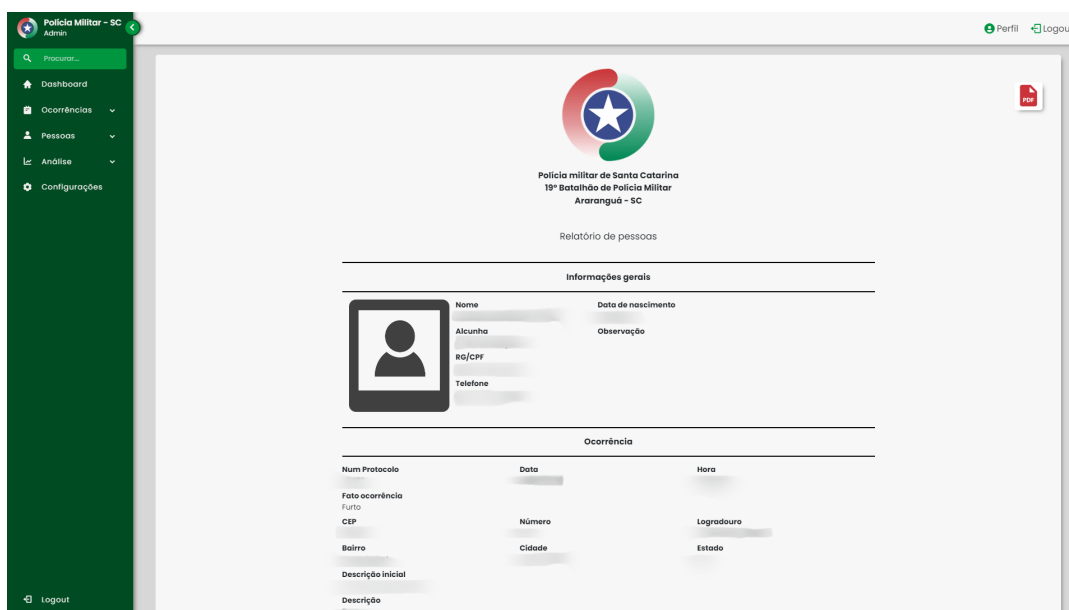 Polícia Militar - SC
Admin
Perfil
Logou
Procurar...
Dashboard
Ocorrências
Pessoas
Análise
Configurações
Logout
PDF
Polícia militar de Santa Catarina
19º Batalhão de Polícia Militar
Araranguá - SC
Relatório de pessoas
Informações gerais
Nome
Data de nascimento
Alcunha
Observação
RG/CPF
Telefone
Ocorrência
Num Protocolo
Data
Hora
Fato ocorrência
Furto
CEP
Número
Logradouro
Bairro
Cidade
Estado
Descrição inicial
Descrição